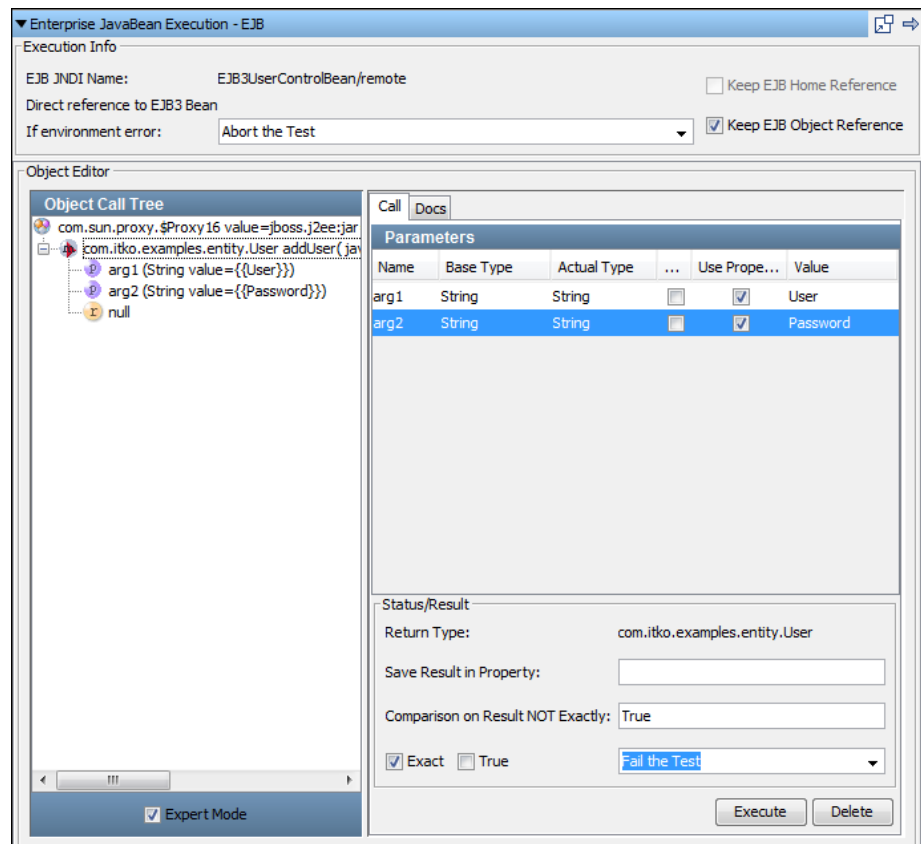 Enterprise JavaBean Execution - EJB
Execution Info
EJB JNDI Name: EJB3UserControlBean/remote
Keep EJB Home Reference
Direct reference to EJB3 Bean
If environment error: Abort the Test
Keep EJB Object Reference
Object Editor
Object Call Tree
com.sun.proxy.$Proxy16 value=jboss.j2ee:jar
com.itko.examples.entity.User addUser( jav
p arg1 (String value={{User}})
p arg2 (String value={{Password}})
r null
Expert Mode
Call Docs
Parameters
Name Base Type Actual Type ... Use Prope... Value
arg1 String String User
arg2 String String Password
Status/Result
Return Type: com.itko.examples.entity.User
Save Result in Property:
Comparison on Result NOT Exactly: True
Exact True Fail the Test
Execute Delete